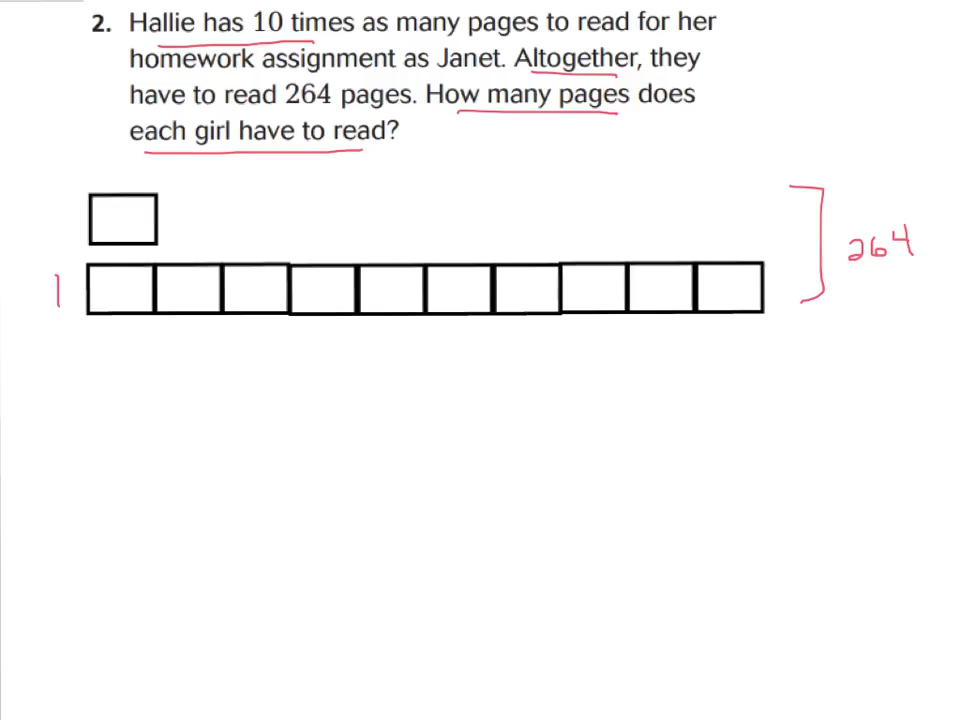 2. Hallie has 10 times as many pages to read for her
homework assignment as Janet. Altogether, they
have to read 264 pages. How many pages does
each girl have to read?
264